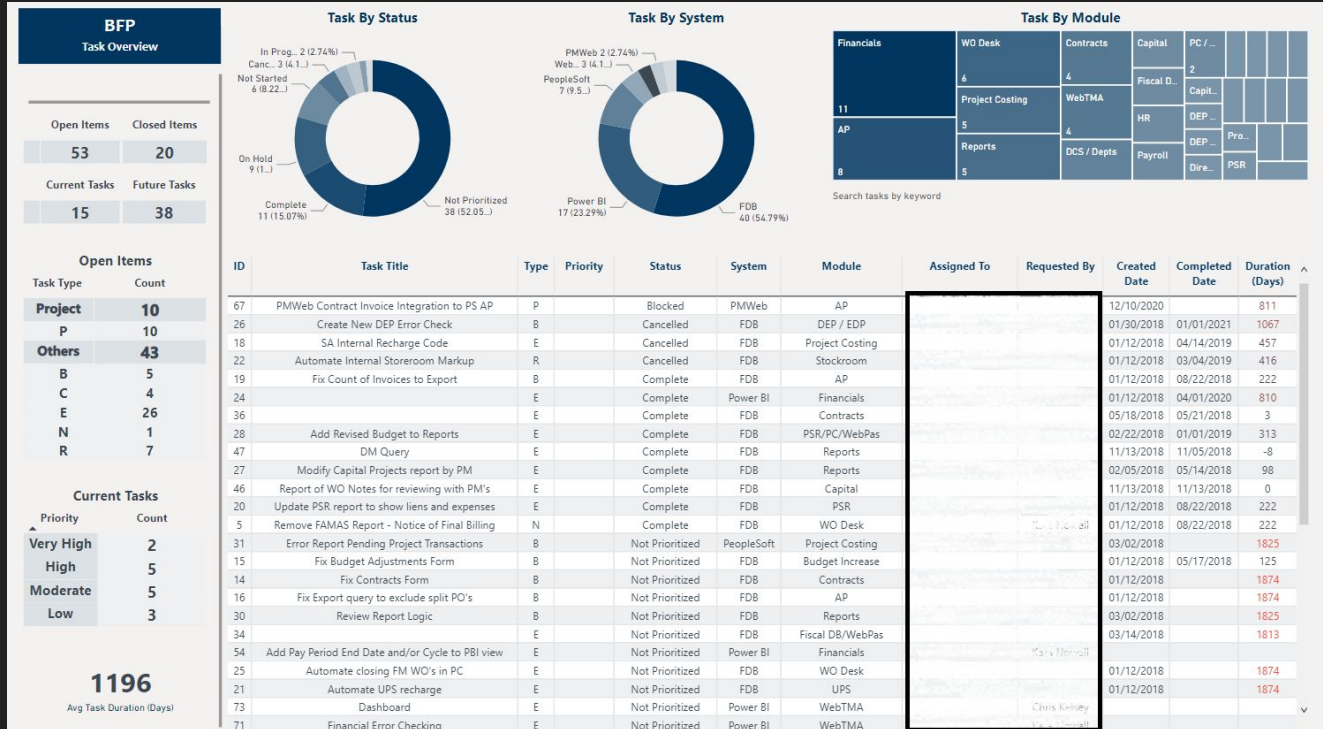 BFP
Task Overview
Open Items Closed Items
53 20
Current Tasks Future Tasks
15 38
Open Items
Task Type Count
Project 10
P 10
Others 43
B 5
C 4
E 26
N 1
R 7
Current Tasks
Priority Count
Very High 2
High 5
Moderate 5
Low 3
1196
Avg Task Duration (Days)
Task By Status
In Prog... 2 (2.74%)
Canc... 3 (4.1...)
Not Started
6 (8.22...)
On Hold
9 (1...)
Complete
11 (15.07%)
Not Prioritized
38 (52.05...)
Task By System
PMWeb 2 (2.74%)
Web... 3 (4.1...)
PeopleSoft
7 (9.5...)
Power BI
17 (23.29%)
FDB
40 (54.79%)
Task By Module
Financials
11
AP
8
WO Desk
6
Project Costing
5
Reports
5
Contracts
4
WebTMA
4
DCS / Depts
Capital
Fiscal D...
HR
Payroll
PC / ...
2
Capit...
DEP ...
DEP ...
Dire...
Pro...
PSR
Search tasks by keyword
ID Task Title Type Priority Status System Module Assigned To Requested By Created Date Completed Date Duration (Days)
67 PMWeb Contract Invoice Integration to PS AP P Blocked PMWeb AP 12/10/2020 811
26 Create New DEP Error Check B Cancelled FDB DEP / EDP 01/30/2018 01/01/2021 1067
18 SA Internal Recharge Code E Cancelled FDB Project Costing 01/12/2018 04/14/2019 457
22 Automate Internal Storeroom Markup R Cancelled FDB Stockroom 01/12/2018 03/04/2019 416
19 Fix Count of Invoices to Export B Complete FDB AP 01/12/2018 08/22/2018 222
24 E Complete Power BI Financials 01/12/2018 04/01/2020 810
36 E Complete FDB Contracts 05/18/2018 05/21/2018 3
28 Add Revised Budget to Reports E Complete FDB PSR/PC/WebPas 02/22/2018 01/01/2019 313
47 DM Query E Complete FDB Reports 11/13/2018 11/05/2018 -8
27 Modify Capital Projects report by PM E Complete FDB Reports 02/05/2018 05/14/2018 98
46 Report of WO Notes for reviewing with PM's E Complete FDB Capital 11/13/2018 11/13/2018 0
20 Update PSR report to show liens and expenses E Complete FDB PSR 01/12/2018 08/22/2018 222
5 Remove FAMAS Report - Notice of Final Billing N Complete FDB WO Desk 01/12/2018 08/22/2018 222
31 Error Report Pending Project Transactions B Not Prioritized PeopleSoft Project Costing 03/02/2018 1825
15 Fix Budget Adjustments Form B Not Prioritized FDB Budget Increase 01/12/2018 05/17/2018 125
14 Fix Contracts Form B Not Prioritized FDB Contracts 01/12/2018 1874
16 Fix Export query to exclude split PO's B Not Prioritized FDB AP 01/12/2018 1874
30 Review Report Logic B Not Prioritized FDB Reports 03/02/2018 1825
34 E Not Prioritized FDB Fiscal DB/WebPas 03/14/2018 1813
54 Add Pay Period End Date and/or Cycle to PBI view E Not Prioritized Power BI Financials
25 Automate closing FM WO's in PC E Not Prioritized FDB WO Desk 01/12/2018 1874
21 Automate UPS recharge E Not Prioritized FDB UPS 01/12/2018 1874
73 Dashboard E Not Prioritized Power BI WebTMA Chris Kelsey
71 Financial Error Checking E Not Prioritized Power BI WebTMA